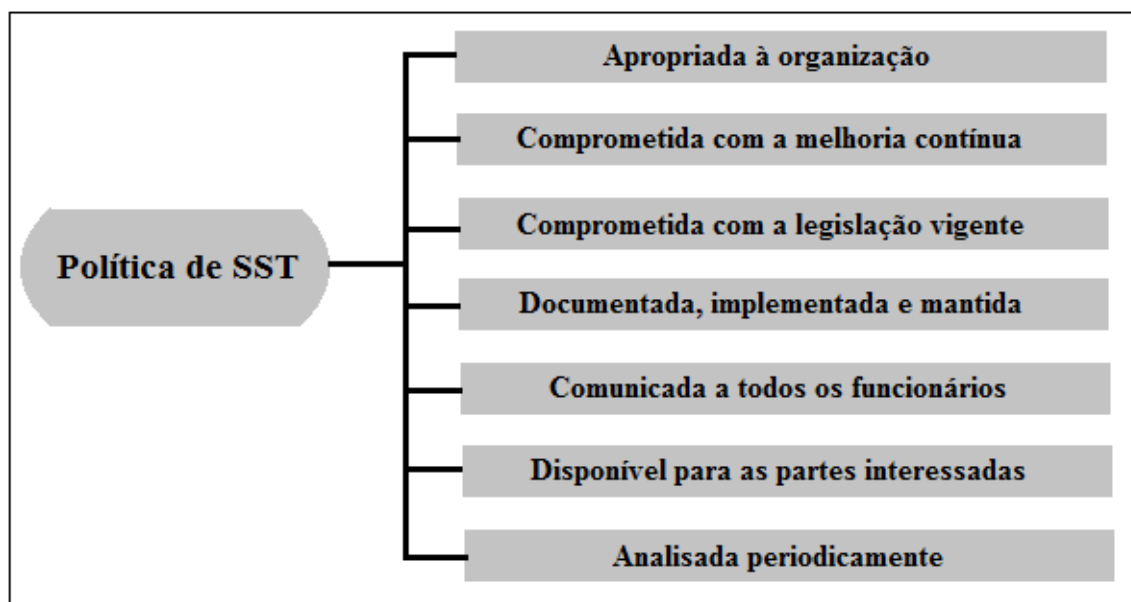 Política de SST
Apropriada à organização
Comprometida com a melhoria contínua
Comprometida com a legislação vigente
Documentada, implementada e mantida
Comunicada a todos os funcionários
Disponível para as partes interessadas
Analisada periodicamente